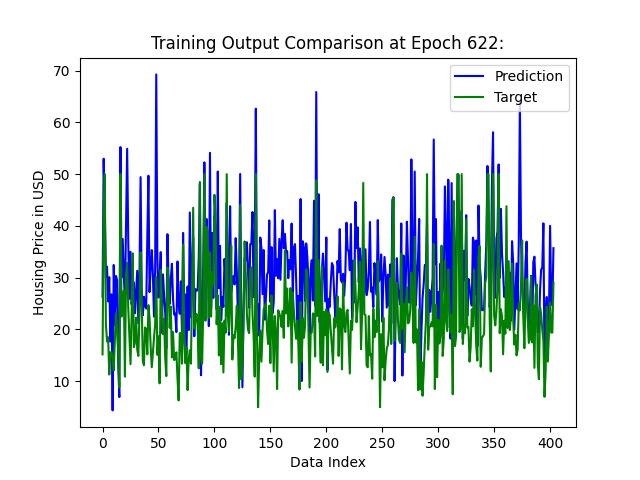 Training Output Comparison at Epoch 622:
Prediction
Target
Housing Price in USD
70
60
50
40
30
20
10
0 50 100 150 200 250 300 350 400
Data Index